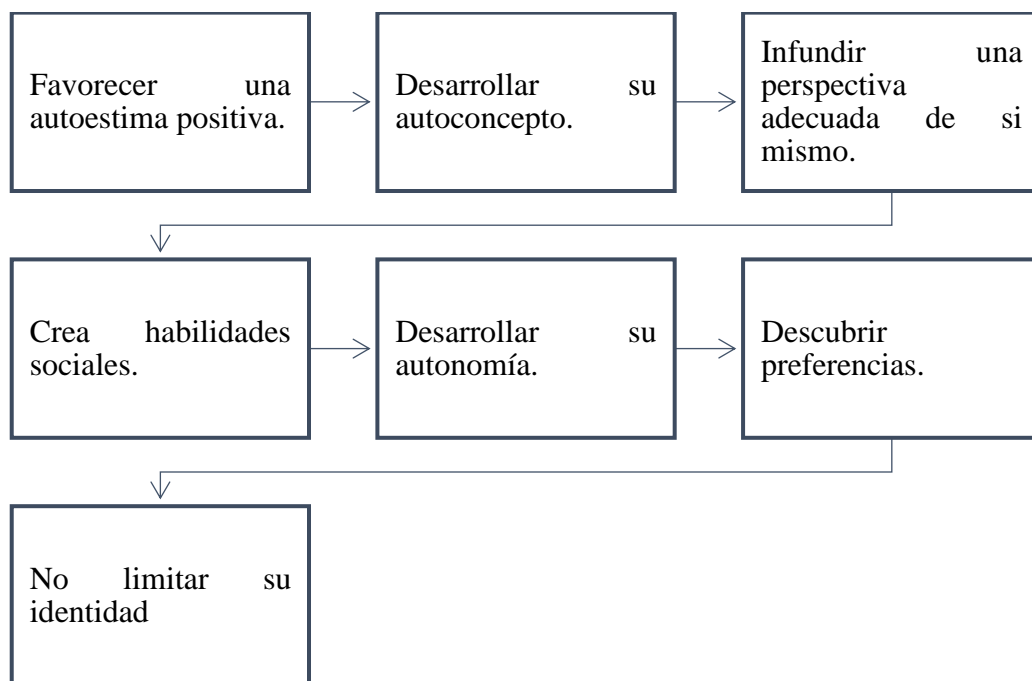 Favorecer una
autoestima positiva.
Desarrollar su
autoconcepto.
Infundir una
perspectiva
adecuada de si
mismo.
Crea habilidades
sociales.
Desarrollar su
autonomía.
Descubrir
preferencias.
No limitar su
identidad